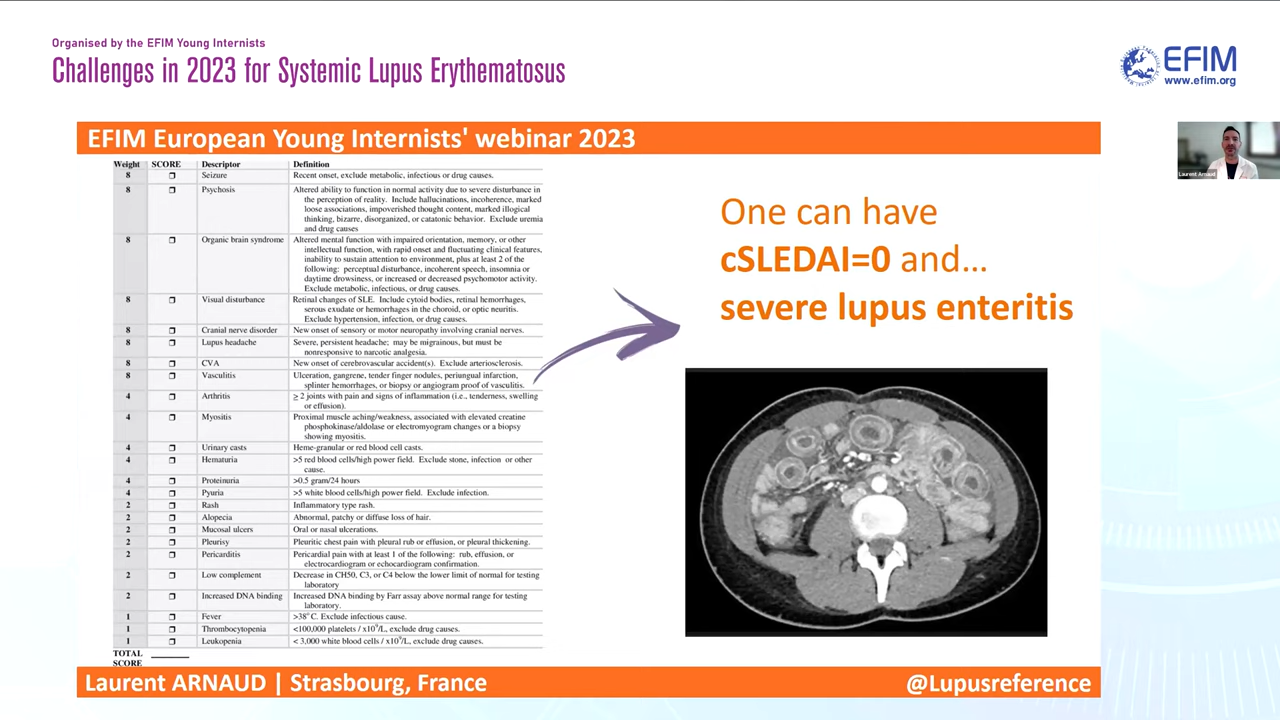 Organised by the EFIM Young Internists
Challenges in 2023 for Systemic Lupus Erythematosus
EFIM
www.efim.org
EFIM European Young Internists' webinar 2023
Laurent Arnaud
Weight SCORE Descriptor Definition
8 Seizure Recent onset, exclude metabolic, infectious or drug causes.
8 Psychosis Altered ability to function in normal activity due to severe disturbance in
the perception of reality. Include hallucinations, incoherence, marked
loose associations, impoverished thought content, marked illogical
thinking, bizarre, disorganized, or catatonic behavior. Exclude uremia
and drug causes
8 Organic brain syndrome Altered mental function with impaired orientation, memory, or other
intellectual function, with rapid onset and fluctuating clinical features,
inability to sustain attention to environment, plus at least 2 of the
following: perceptual disturbance, incoherent speech, insomnia or
daytime drowsiness, or increased or decreased psychomotor activity.
Exclude metabolic, infectious, or drug causes.
8 Visual disturbance Retinal changes of SLE. Include cytoid bodies, retinal hemorrhages,
serous exudate or hemorrhages in the choroid, or optic neuritis.
Exclude hypertension, infection, or drug causes.
8 Cranial nerve disorder New onset of sensory or motor neuropathy involving cranial nerves.
8 Lupus headache Severe, persistent headache; may be migrainous, but must be
nonresponsive to narcotic analgesia.
8 CVA New onset of cerebrovascular accident(s). Exclude arteriosclerosis.
8 Vasculitis Ulceration, gangrene, tender finger nodules, periungual infarction,
splinter hemorrhages, or biopsy or angiogram proof of vasculitis.
4 Arthritis ≥ 2 joints with pain and signs of inflammation (i.e., tenderness, swelling
or effusion).
4 Myositis Proximal muscle aching/weakness, associated with elevated creatine
phosphokinase/aldolase or electromyogram changes or a biopsy
showing myositis.
4 Urinary casts Heme-granular or red blood cell casts.
4 Hematuria >5 red blood cells/high power field. Exclude stone, infection or other
cause.
4 Proteinuria >0.5 gram/24 hours
4 Pyuria >5 white blood cells/high power field. Exclude infection.
2 Rash Inflammatory type rash.
2 Alopecia Abnormal, patchy or diffuse loss of hair.
2 Mucosal ulcers Oral or nasal ulcerations.
2 Pleurisy Pleuritic chest pain with pleural rub or effusion, or pleural thickening.
2 Pericarditis Pericardial pain with at least 1 of the following: rub, effusion, or
electrocardiogram or echocardiogram confirmation.
2 Low complement Decrease in CH50, C3, or C4 below the lower limit of normal for testing
laboratory
2 Increased DNA binding Increased DNA binding by Farr assay above normal range for testing
laboratory.
1 Fever >38°C. Exclude infectious cause.
1 Thrombocytopenia <100,000 platelets / x10⁹/L, exclude drug causes.
1 Leukopenia < 3,000 white blood cells / x10⁹/L, exclude drug causes.
TOTAL
SCORE
One can have
cSLEDAI=0 and…
severe lupus enteritis
Laurent ARNAUD | Strasbourg, France
@Lupusreference